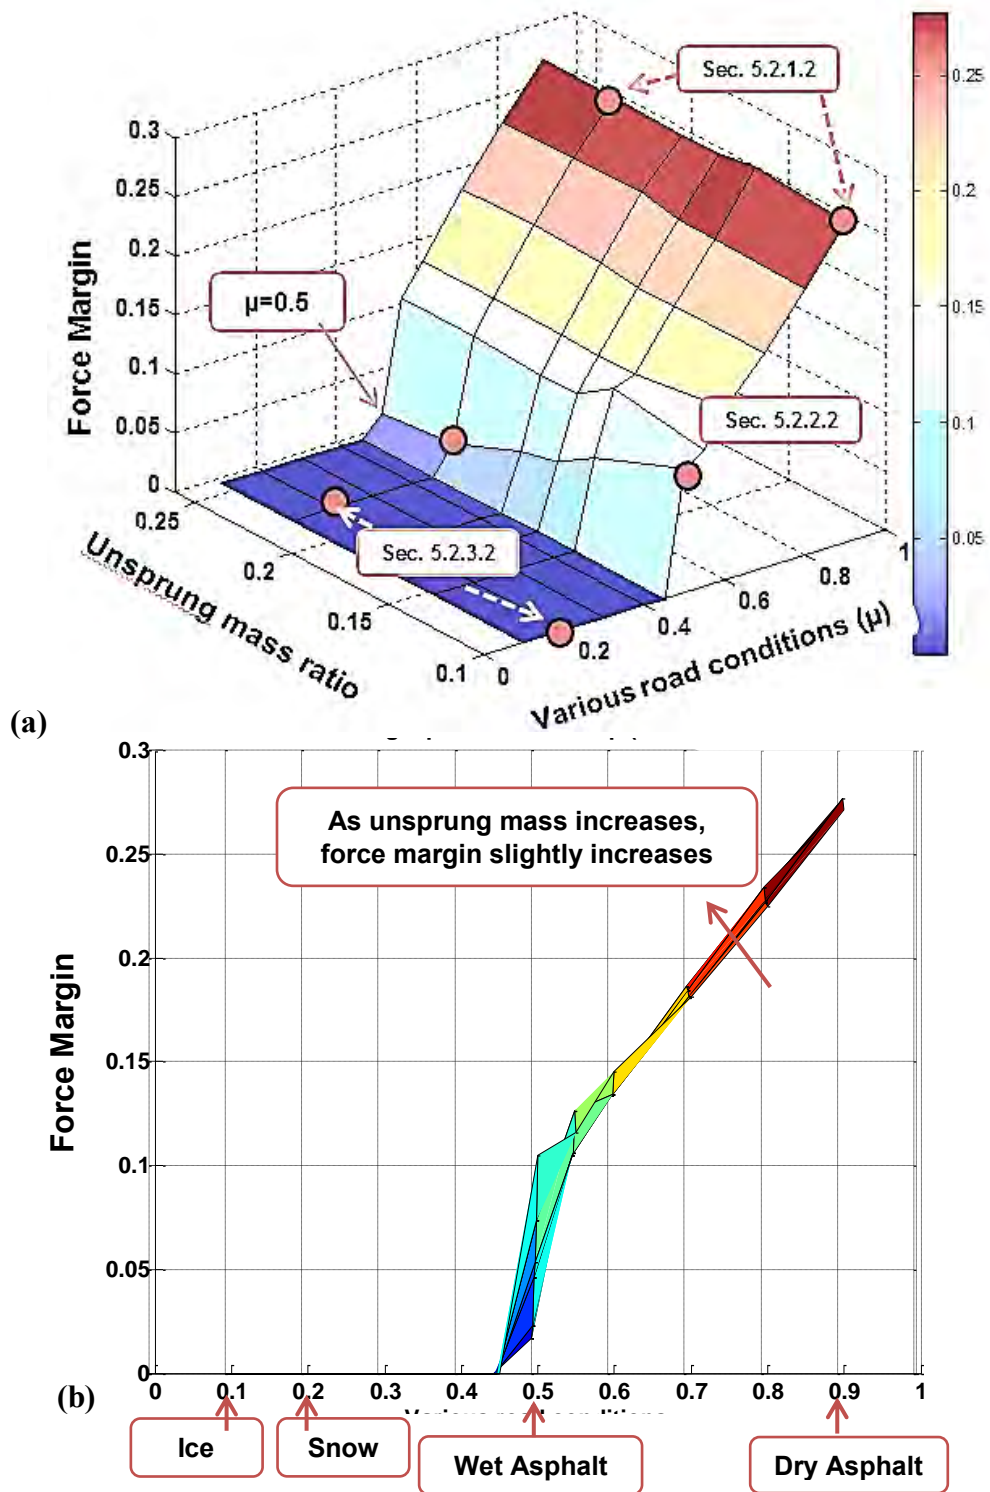 Sec. 5.2.1.2
0.25
0.3
0.25
0.2
0.2
μ=0.5
0.15
0.15
0.1
Sec. 5.2.2.2
0.1
0.05
0
Sec. 5.2.3.2
0.05
0.25
0.2
0.15
0.1
0
0.2
0.4
0.6
0.8
1
0
Force Margin
Unsprung mass ratio
Various road conditions (μ)
(a)
0.3
As unsprung mass increases,
force margin slightly increases
0.25
0.2
0.15
0.1
0.05
0
Force Margin
(b)
0 0.1 0.2 0.3 0.4 0.5 0.6 0.7 0.8 0.9 1
Ice
Snow
Wet Asphalt
Dry Asphalt